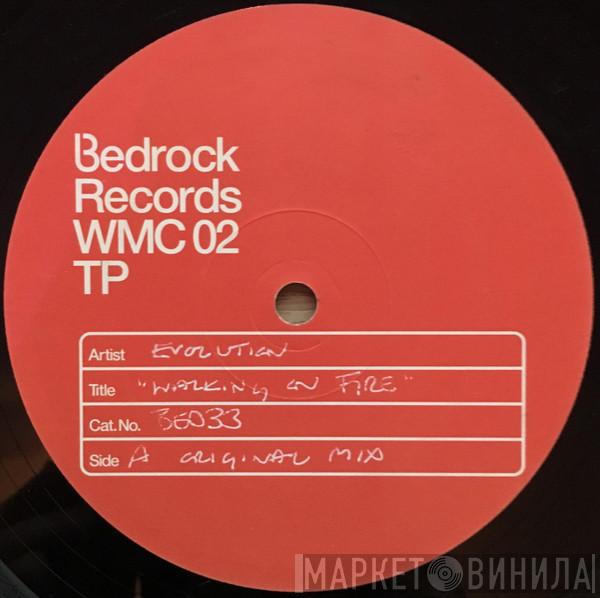 Bedrock
Records
WMC 02
TP
Artist EVOLUTION
Title "WALKING ON FIRE"
Cat. No. BED33
Side A ORIGINAL MIX
МАРКЕТ ВИНИЛА